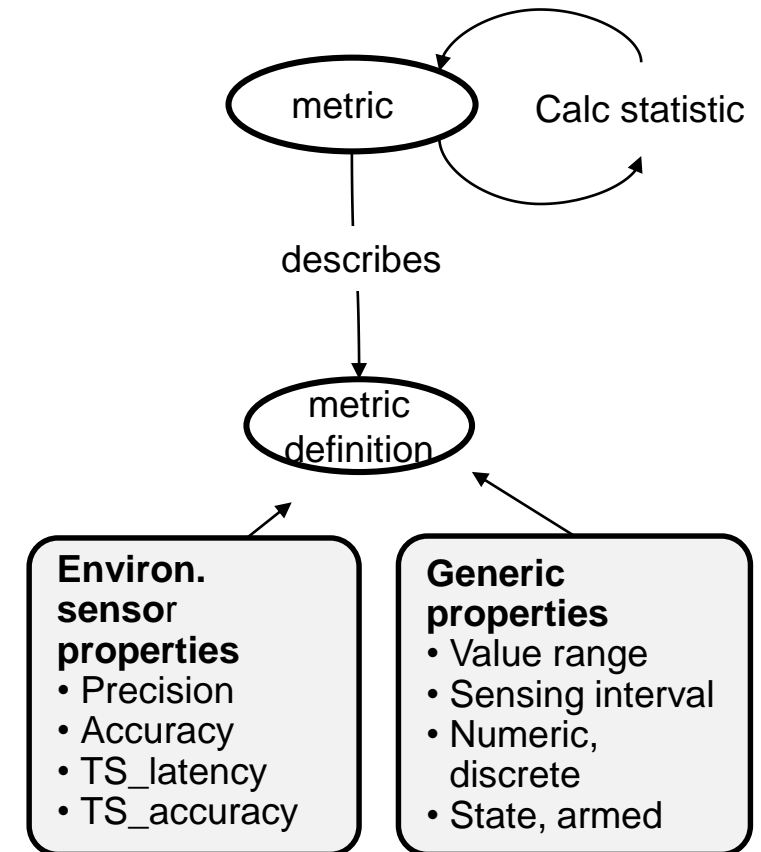 metric
Calc statistic
describes
metric
definition
Environ.
sensor
properties
• Precision
• Accuracy
• TS_latency
• TS_accuracy
Generic
properties
• Value range
• Sensing interval
• Numeric,
discrete
• State, armed